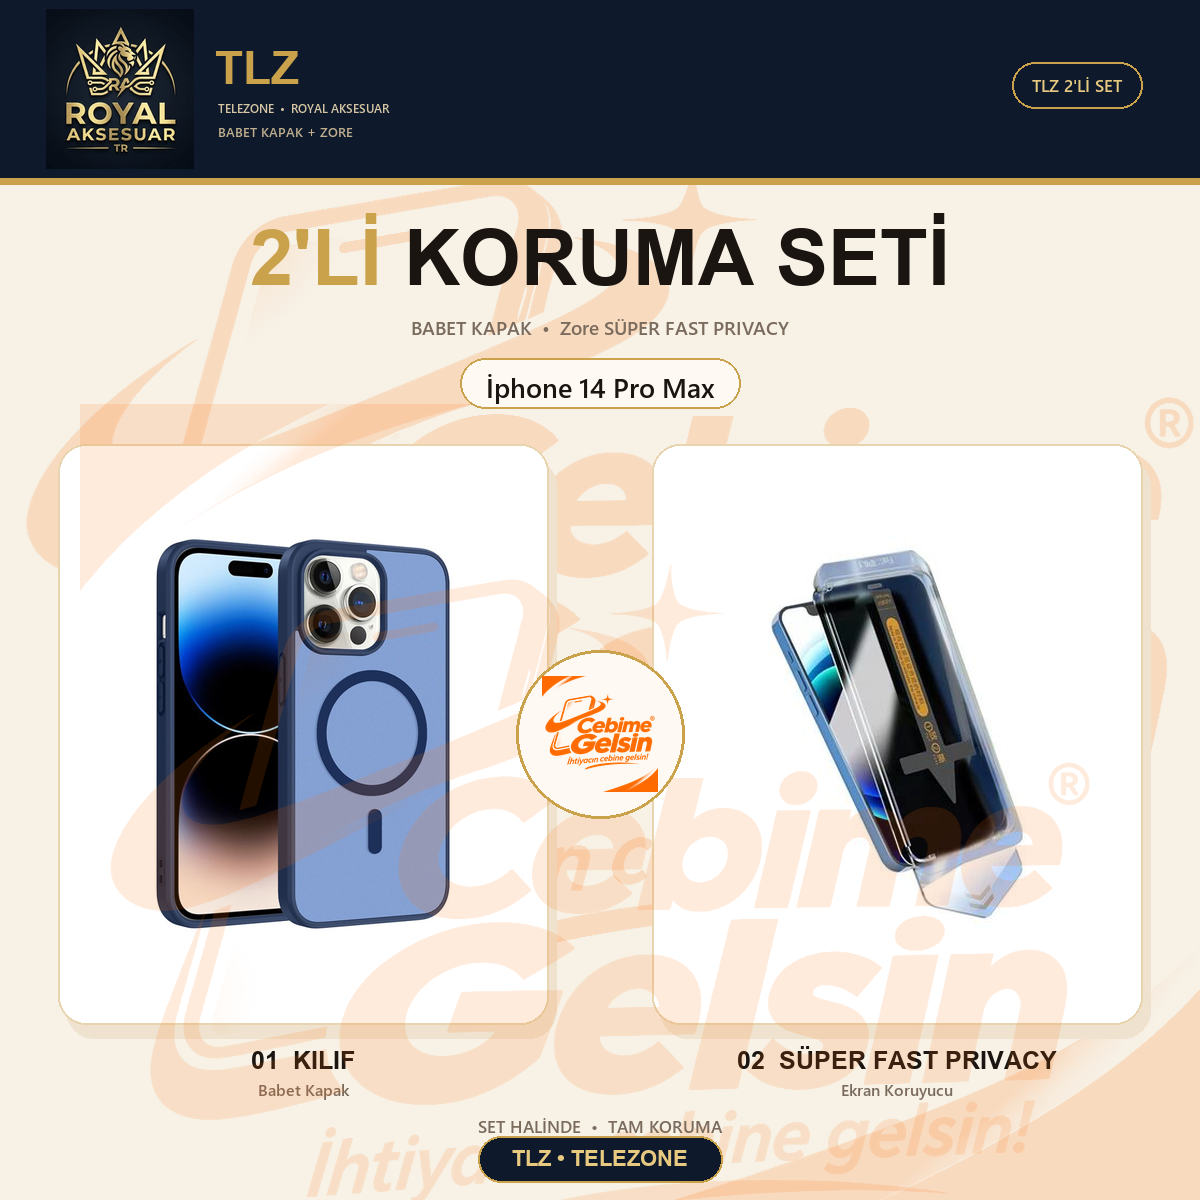 ROYAL
AKSESUAR
TR
TLZ
TELEZONE • ROYAL AKSESUAR
BABET KAPAK + ZORE
TLZ 2'Lİ SET
2'Lİ KORUMA SETİ
BABET KAPAK • Zore SÜPER FAST PRIVACY
İphone 14 Pro Max
Cebime
Gelsin
İhtiyacın cebine gelsin!
Cebime
Gelsin
01 KILIF
Babet Kapak
02 SÜPER FAST PRIVACY
Ekran Koruyucu
SET HALİNDE • TAM KORUMA
TLZ • TELEZONE